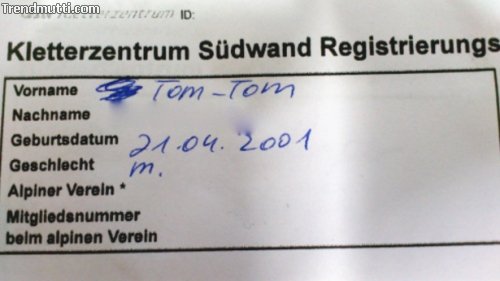 Trendmutti.com
GSN Kletterzentrum ID:
Kletterzentrum Südwand Registrierungs
Vorname Tom-Tom
Nachname
Geburtsdatum 21.04.2001
Geschlecht m.
Alpiner Verein *
Mitgliedsnummer
beim alpinen Verein